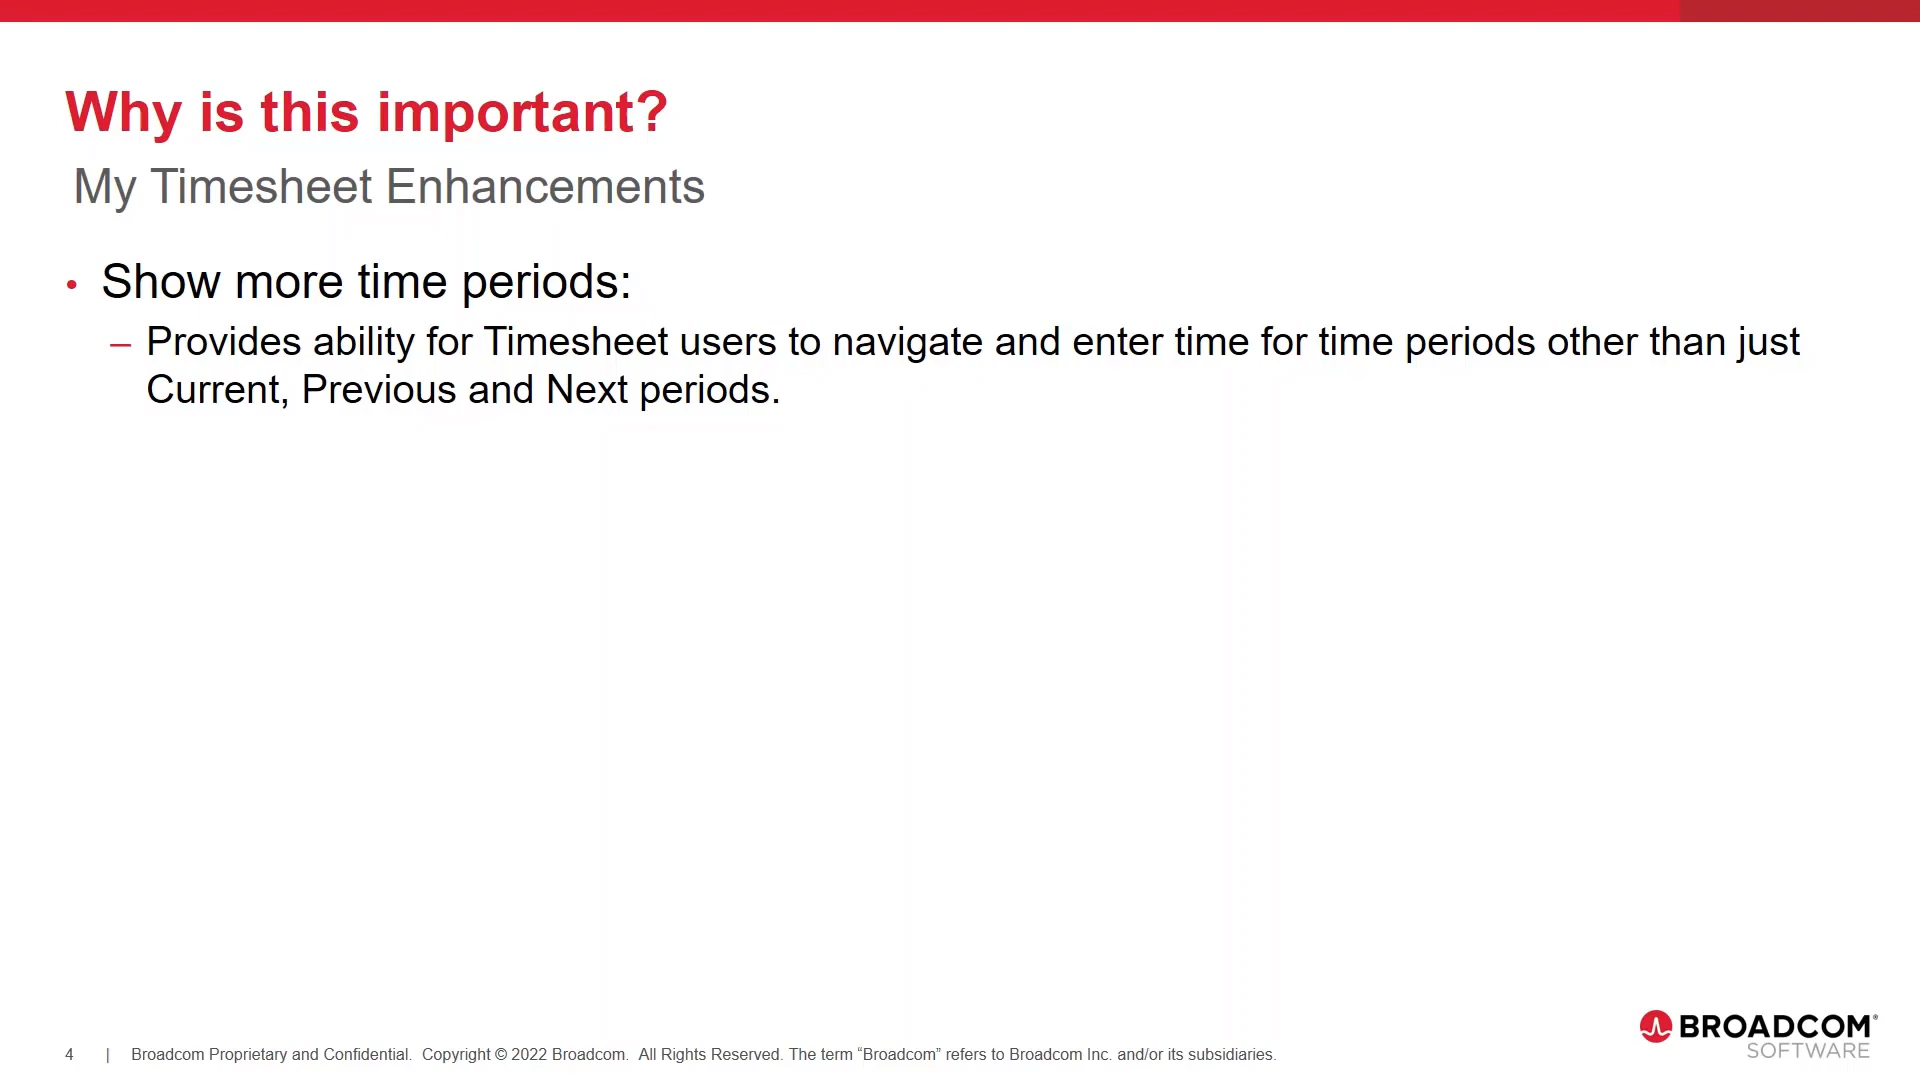 Why is this important?
My Timesheet Enhancements
• Show more time periods:
– Provides ability for Timesheet users to navigate and enter time for time periods other than just
Current, Previous and Next periods.
BROADCOM®
SOFTWARE
4 | Broadcom Proprietary and Confidential. Copyright © 2022 Broadcom. All Rights Reserved. The term “Broadcom” refers to Broadcom Inc. and/or its subsidiaries.